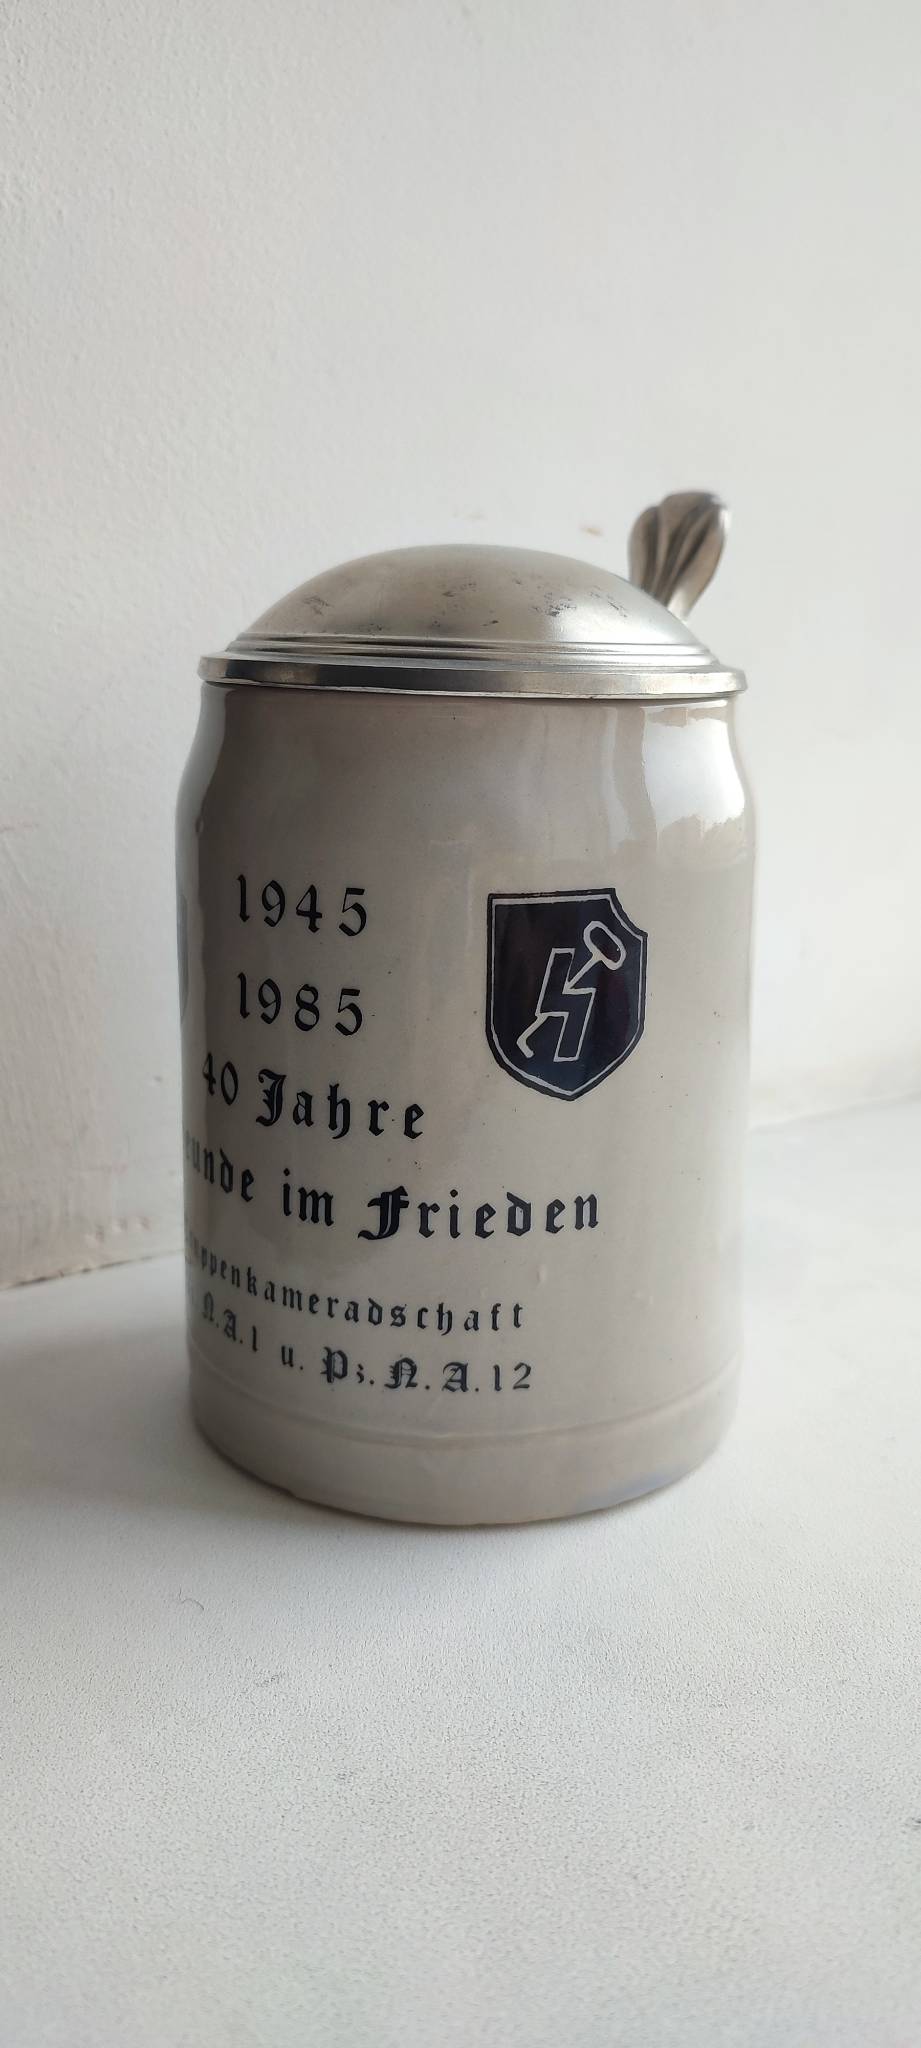 1945
1985
40 Jahre
im Frieden
N.A.1 u. Pz.N.A.12